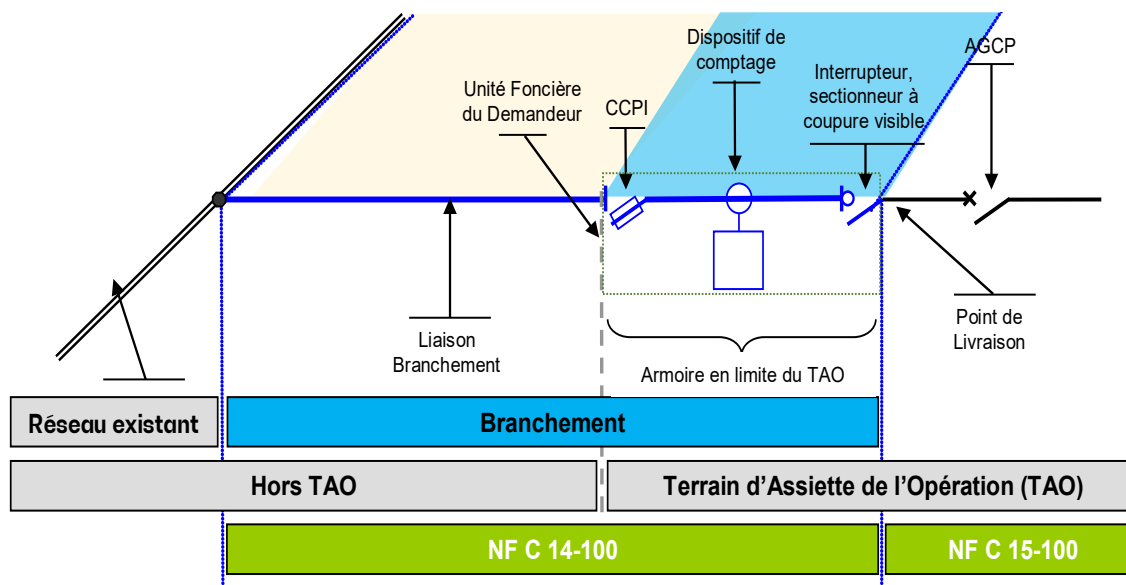 Dispositif de
comptage
AGCP
Interrupteur,
sectionneur à
coupure visible
Unité Foncière
du Demandeur
CCPI
Liaison
Branchement
Point de
Livraison
Armoire en limite du TAO
Réseau existant
Branchement
Hors TAO
Terrain d’Assiette de l’Opération (TAO)
NF C 14-100
NF C 15-100